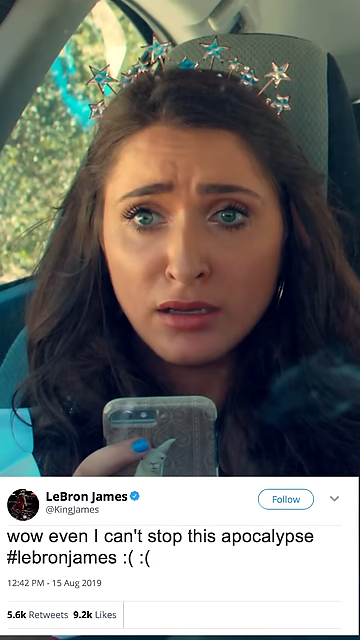 LeBron James
@KingJames
Follow
wow even I can't stop this apocalypse
#lebronjames :( :(
12:42 PM - 15 Aug 2019
5.6k Retweets 9.2k Likes